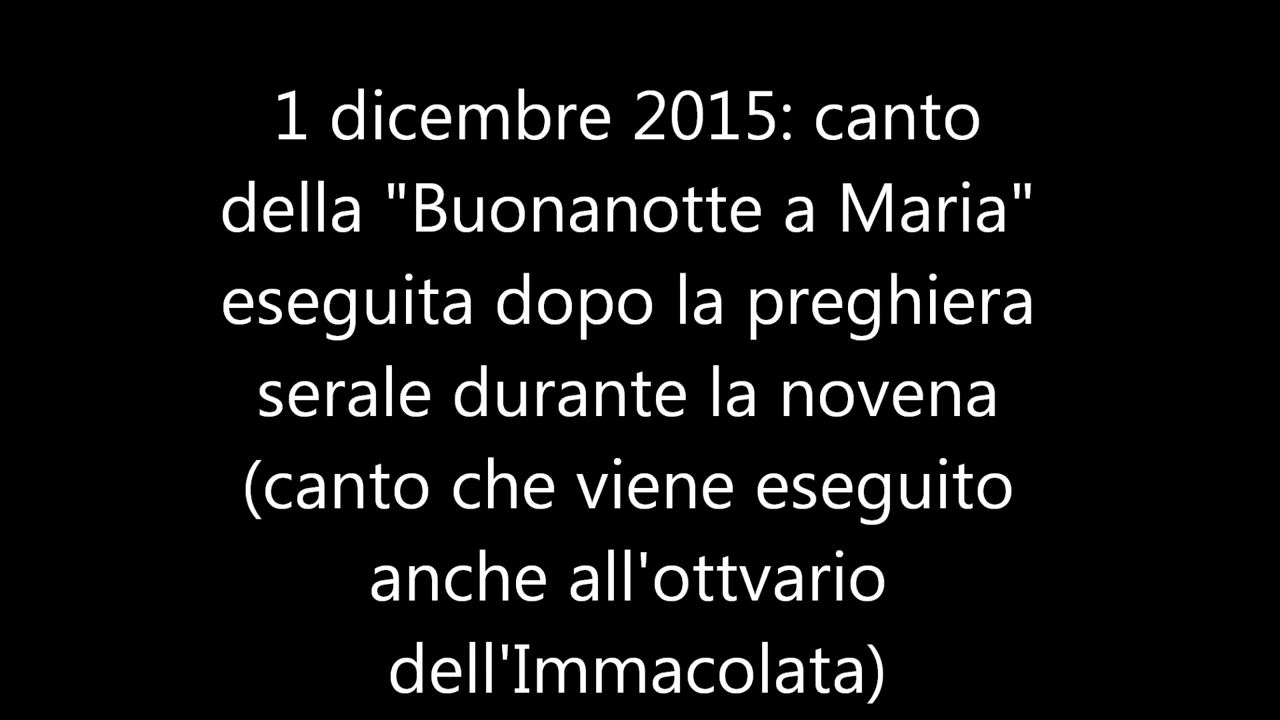 1 dicembre 2015: canto
della "Buonanotte a Maria"
eseguita dopo la preghiera
serale durante la novena
(canto che viene eseguito
anche all'ottvario
dell'Immacolata)